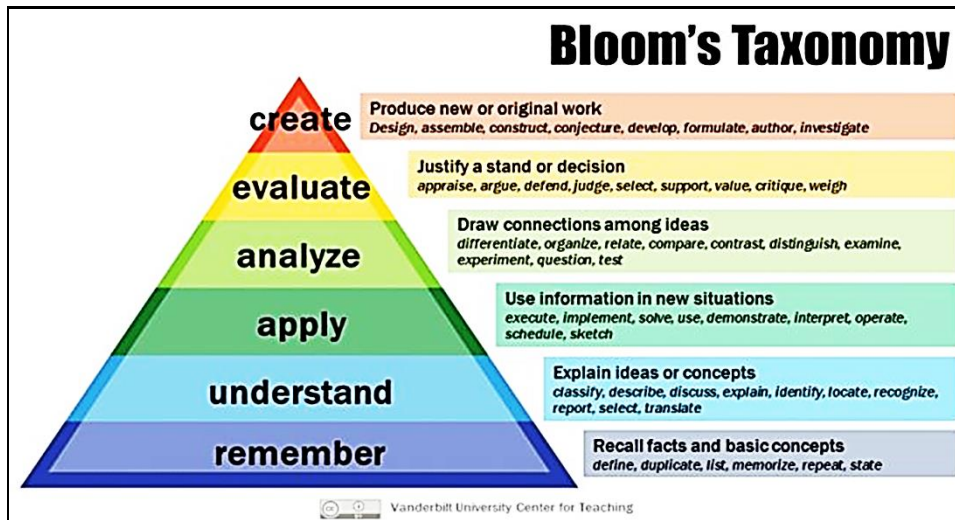 Bloom's Taxonomy
create
Produce new or original work
Design, assemble, construct, conjecture, develop, formulate, author, investigate
evaluate
Justify a stand or decision
appraise, argue, defend, judge, select, support, value, critique, weigh
analyze
Draw connections among ideas
differentiate, organize, relate, compare, contrast, distinguish, examine,
experiment, question, test
apply
Use information in new situations
execute, implement, solve, use, demonstrate, interpret, operate,
schedule, sketch
understand
Explain ideas or concepts
classify, describe, discuss, explain, identify, locate, recognize,
report, select, translate
remember
Recall facts and basic concepts
define, duplicate, list, memorize, repeat, state
Vanderbilt University Center for Teaching